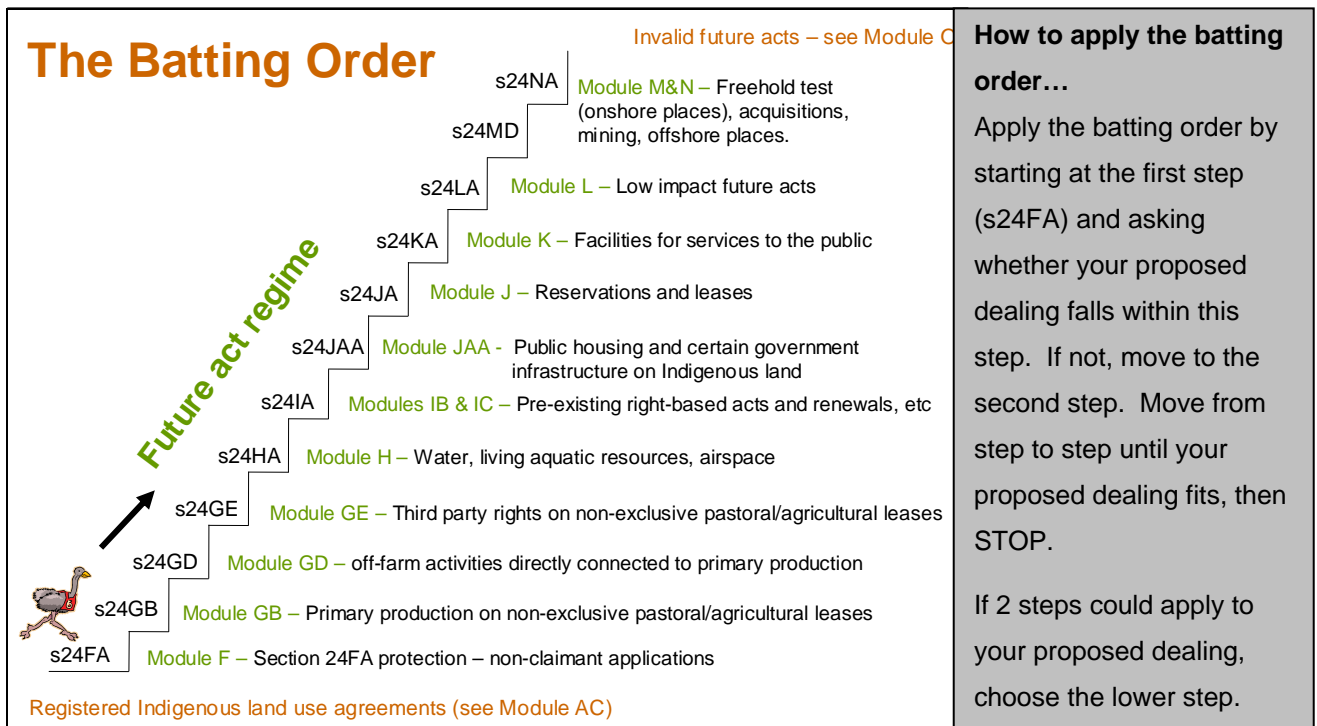 The Batting Order
Invalid future acts – see Module O
s24NA
Module M&N – Freehold test
(onshore places), acquisitions,
mining, offshore places.
s24MD
s24LA
Module L – Low impact future acts
s24KA
Module K – Facilities for services to the public
s24JA
Module J – Reservations and leases
s24JAA
Module JAA - Public housing and certain government
infrastructure on Indigenous land
s24IA
Modules IB & IC – Pre-existing right-based acts and renewals, etc
s24HA
Module H – Water, living aquatic resources, airspace
s24GE
Module GE – Third party rights on non-exclusive pastoral/agricultural leases
s24GD
Module GD – off-farm activities directly connected to primary production
s24GB
Module GB – Primary production on non-exclusive pastoral/agricultural leases
s24FA
Module F – Section 24FA protection – non-claimant applications
Future act regime
Registered Indigenous land use agreements (see Module AC)
How to apply the batting
order…
Apply the batting order by
starting at the first step
(s24FA) and asking
whether your proposed
dealing falls within this
step. If not, move to the
second step. Move from
step to step until your
proposed dealing fits, then
STOP.
If 2 steps could apply to
your proposed dealing,
choose the lower step.